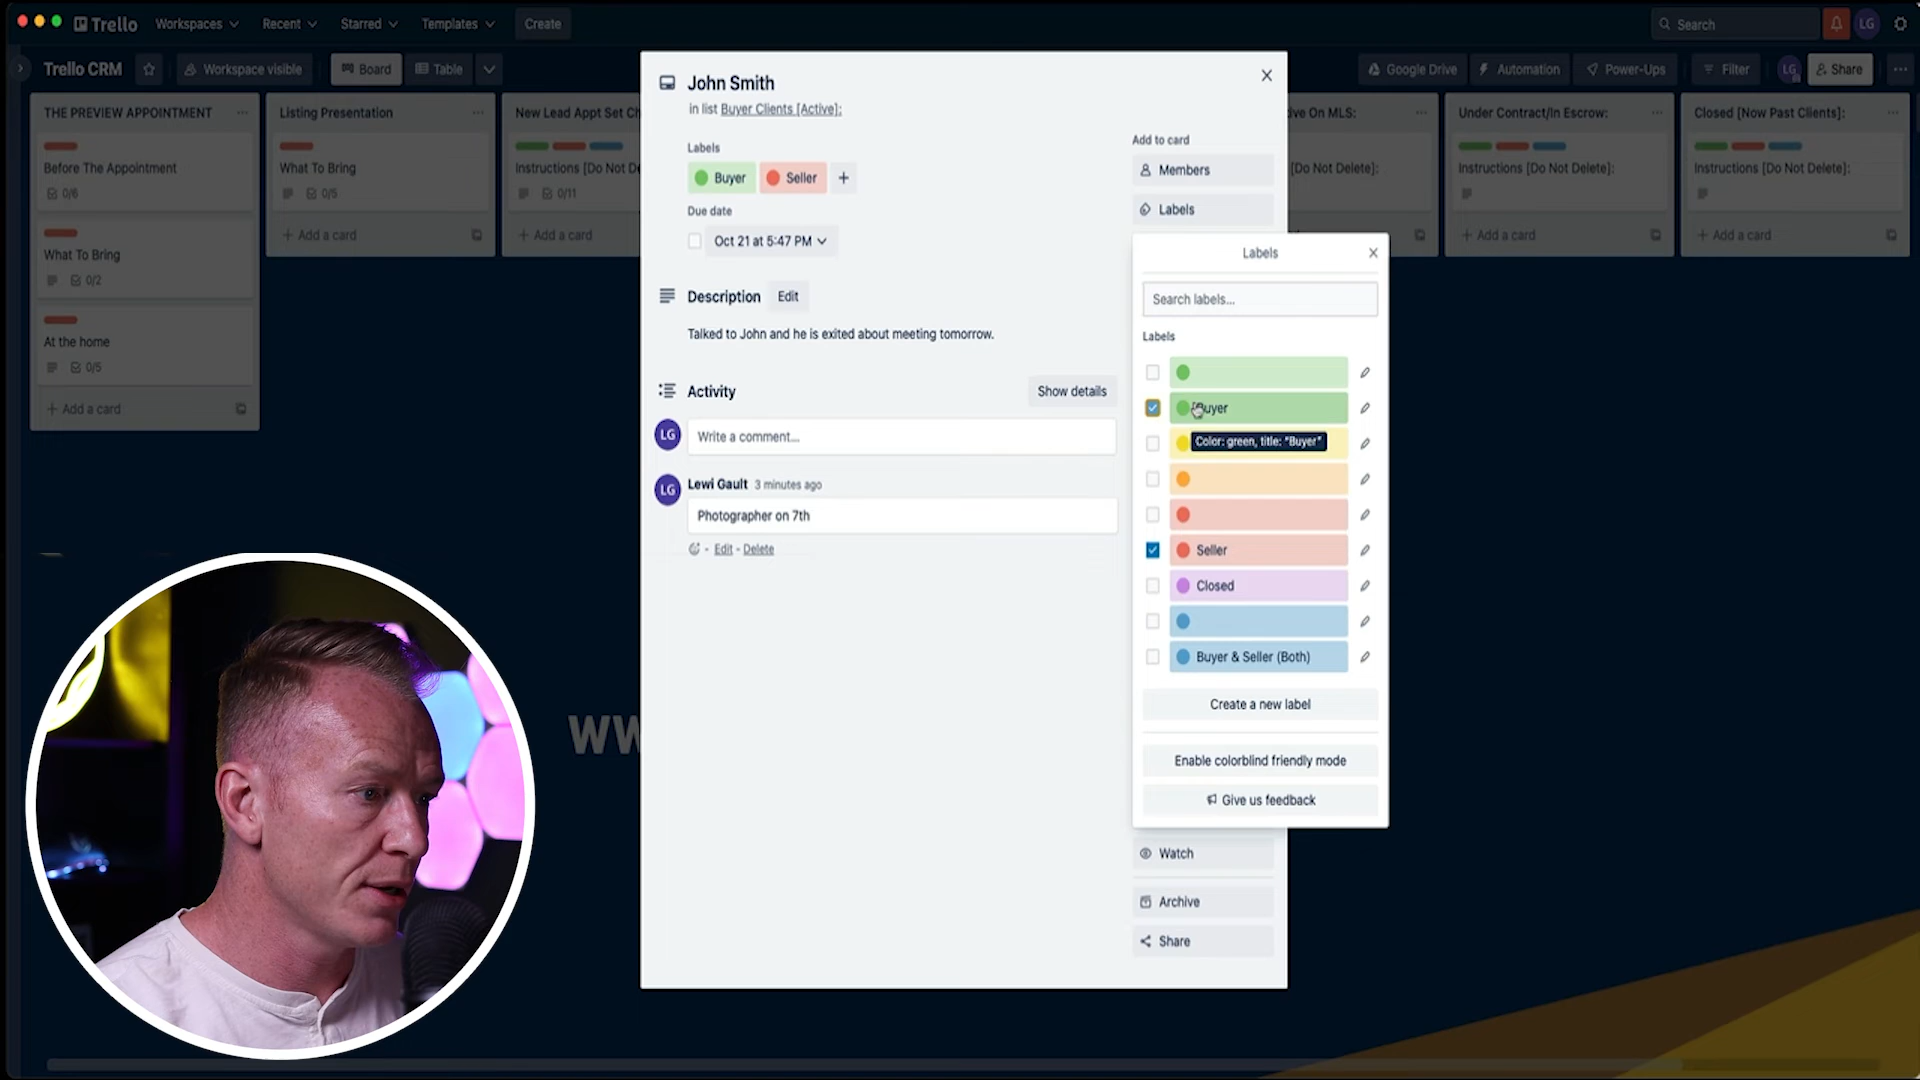 Trello
Workspaces
Recent
Starred
Templates
Create
Search
LG
Trello CRM
Workspace visible
Board
Table
Google Drive
Automation
Power-Ups
Filter
LG
Share
THE PREVIEW APPOINTMENT
Before The Appointment
0/6
What To Bring
0/2
At the home
0/5
+ Add a card
Listing Presentation
What To Bring
0/5
+ Add a card
New Lead Appt Set Ch
Instructions [Do Not De
0/11
+ Add a card
John Smith
in list Buyer Clients [Active]:
Labels
Buyer
Seller
+
Due date
Oct 21 at 5:47 PM
Description
Edit
Talked to John and he is exited about meeting tomorrow.
Activity
Show details
LG
Write a comment...
LG
Lewi Gault 3 minutes ago
Photographer on 7th
- Edit - Delete
Add to card
Members
Labels
Labels
Search labels...
Labels
Buyer
Color: green, title: "Buyer"
Seller
Closed
Buyer & Seller (Both)
Create a new label
Enable colorblind friendly mode
Give us feedback
Watch
Archive
Share
ive On MLS:
[Do Not Delete]:
Under Contract/In Escrow:
Instructions [Do Not Delete]:
+ Add a card
Closed [Now Past Clients]:
Instructions [Do Not Delete]:
+ Add a card